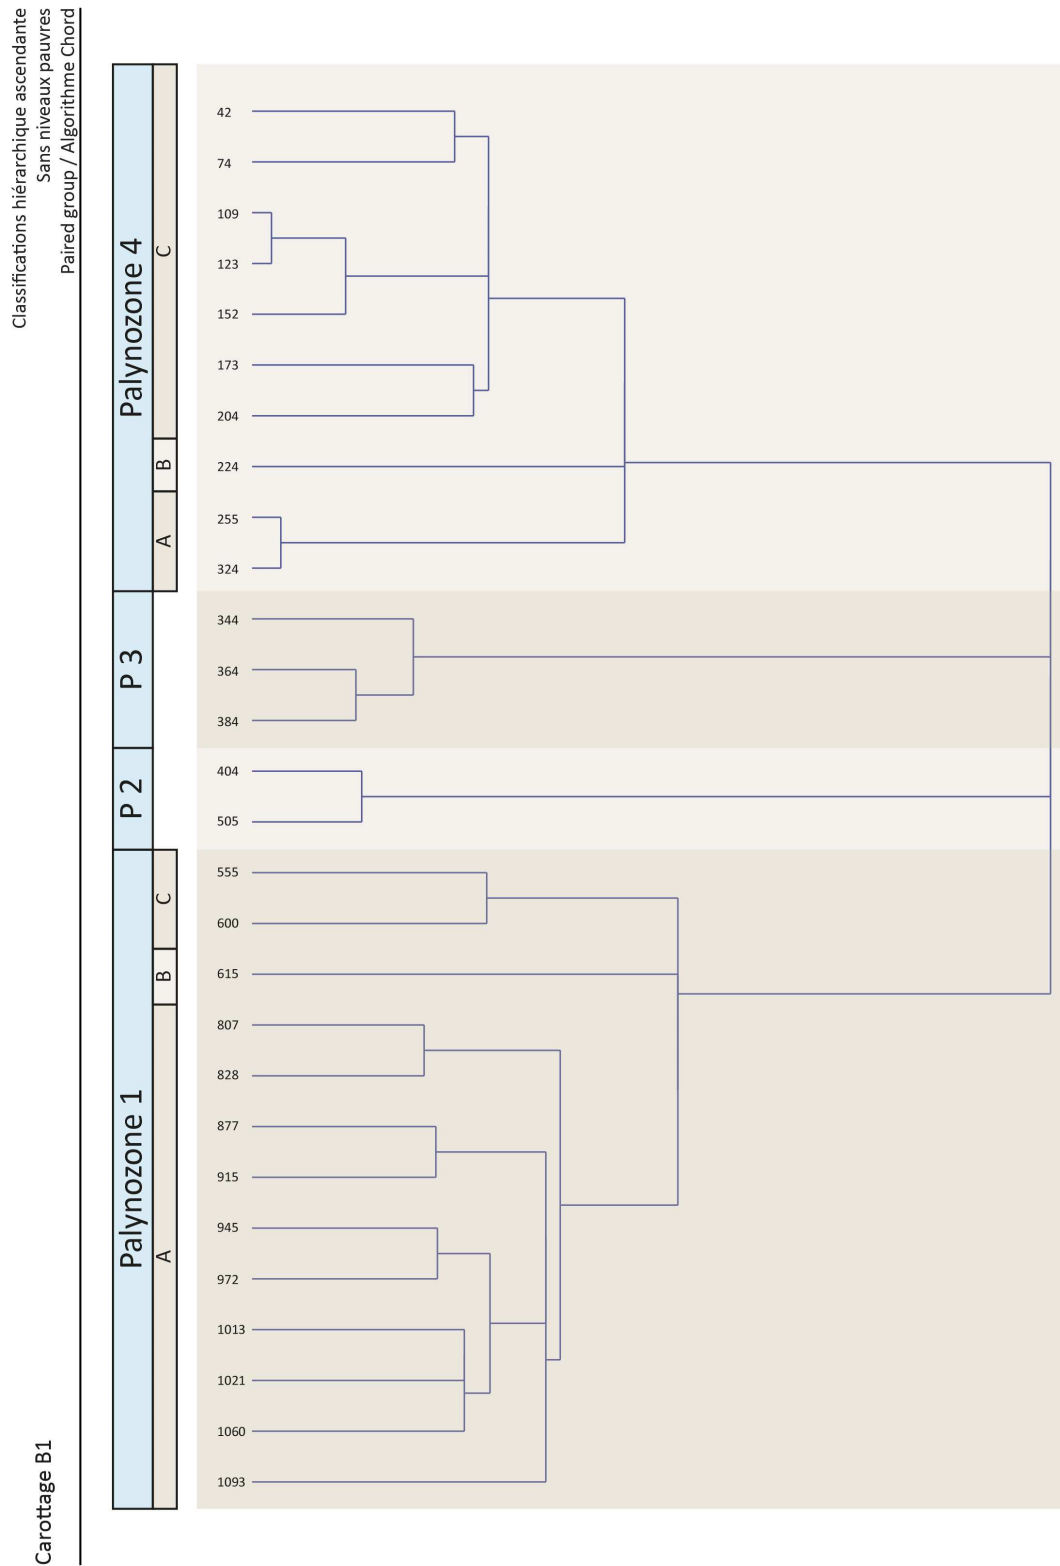 Classifications hiérarchique ascendante
Sans niveaux pauvres
Paired group / Algorithme Chord
Carottage B1
Palynozone 4
C
B
A
P 3
P 2
Palynozone 1
C
B
A
42
74
109
123
152
173
204
224
255
324
344
364
384
404
505
555
600
615
807
828
877
915
945
972
1013
1021
1060
1093